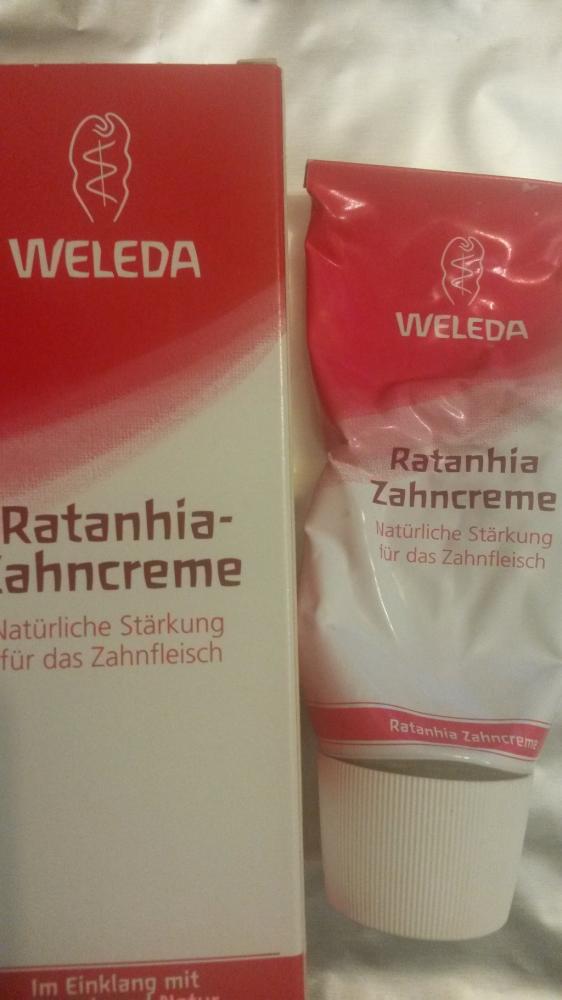 WELEDA
Ratanhia-
Zahncreme
Natürliche Stärkung
für das Zahnfleisch
Im Einklang mit
WELEDA
Ratanhia
Zahncreme
Natürliche Stärkung
für das Zahnfleisch
Ratanhia Zahncreme